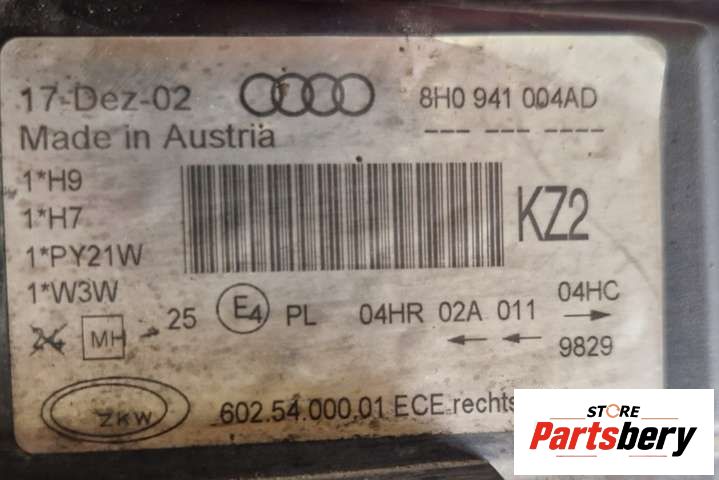 17-Dez-02 8H0 941 004AD
--- --- --- ----
Made in Austria
1*H9
1*H7
1*PY21W
1*W3W
KZ2
25 E4 PL 04HR 02A 011 04HC
MH 9829
ZKW 602.54.000.01 ECE rechts
STORE
Partsbery